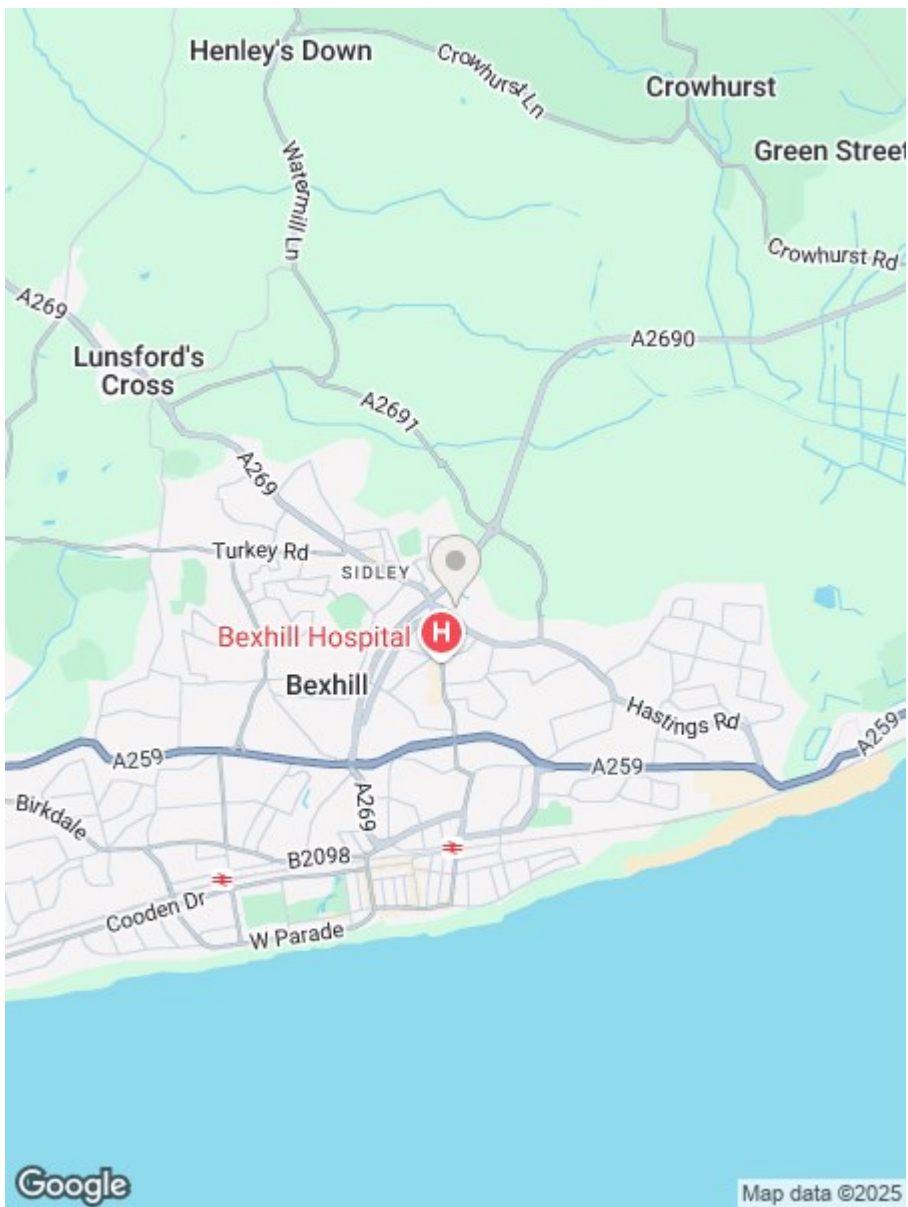 Henley's Down
Crowhurst Ln
Crowhurst
Green Street
Watermill Ln
Crowhurst Rd
A269
A2690
Lunsford's
Cross
A2691
A269
Turkey Rd
SIDLEY
Bexhill Hospital
H
Bexhill
Hastings Rd
A259
A259
A259
Birkdale
A269
B2098
Cooden Dr
W Parade
Google
Map data ©2025